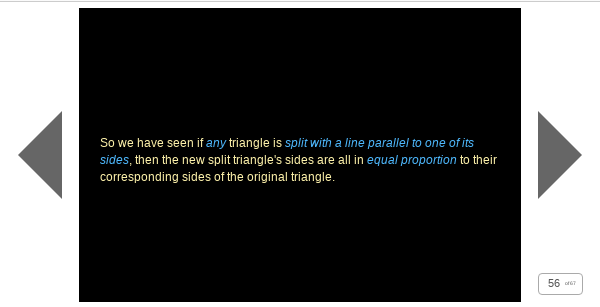 So we have seen if any triangle is split with a line parallel to one of its
sides, then the new split triangle's sides are all in equal proportion to their
corresponding sides of the original triangle.
56 of 67